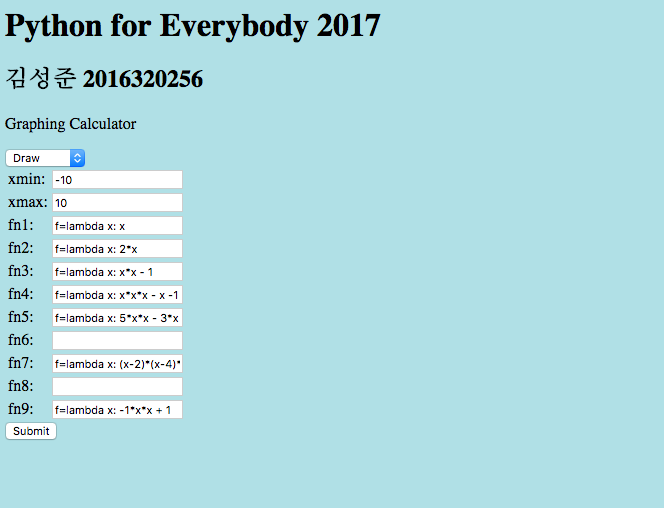 Python for Everybody 2017
김성준 2016320256
Graphing Calculator
Draw
xmin: -10
xmax: 10
fn1: f=lambda x: x
fn2: f=lambda x: 2*x
fn3: f=lambda x: x*x - 1
fn4: f=lambda x: x*x*x - x -1
fn5: f=lambda x: 5*x*x - 3*x
fn6:
fn7: f=lambda x: (x-2)*(x-4)*
fn8:
fn9: f=lambda x: -1*x*x + 1
Submit